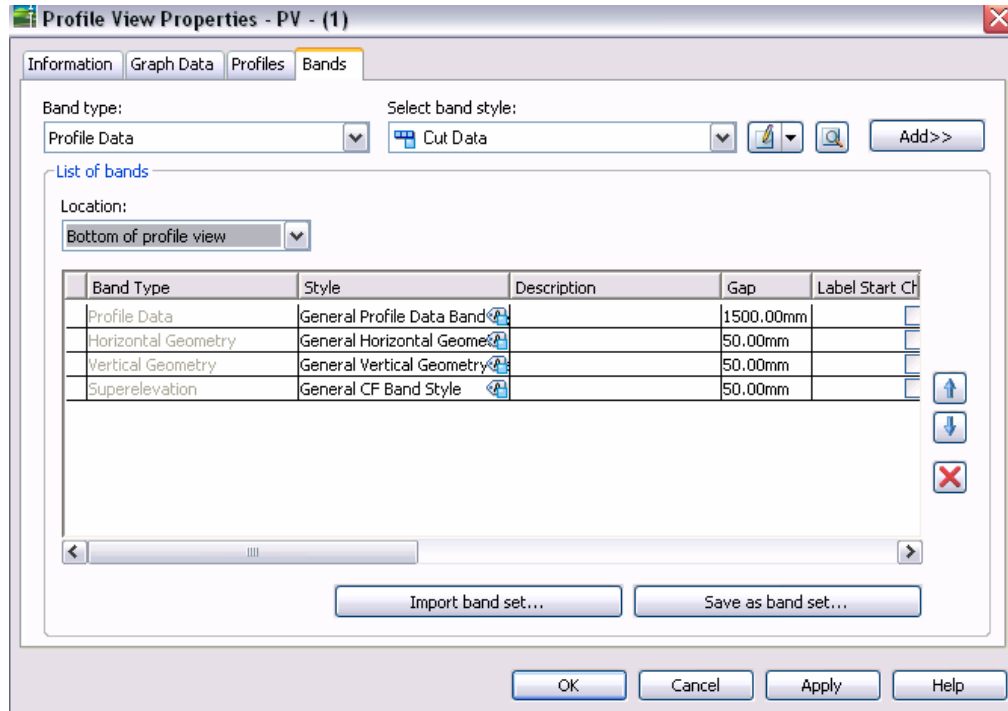 Profile View Properties - PV - (1)
Information Graph Data Profiles Bands
Band type: Select band style:
Profile Data Cut Data Add>>
List of bands
Location:
Bottom of profile view
Band Type Style Description Gap Label Start Ch
Profile Data General Profile Data Band 1500.00mm
Horizontal Geometry General Horizontal Geome 50.00mm
Vertical Geometry General Vertical Geometry 50.00mm
Superelevation General CF Band Style 50.00mm
Import band set... Save as band set...
OK Cancel Apply Help